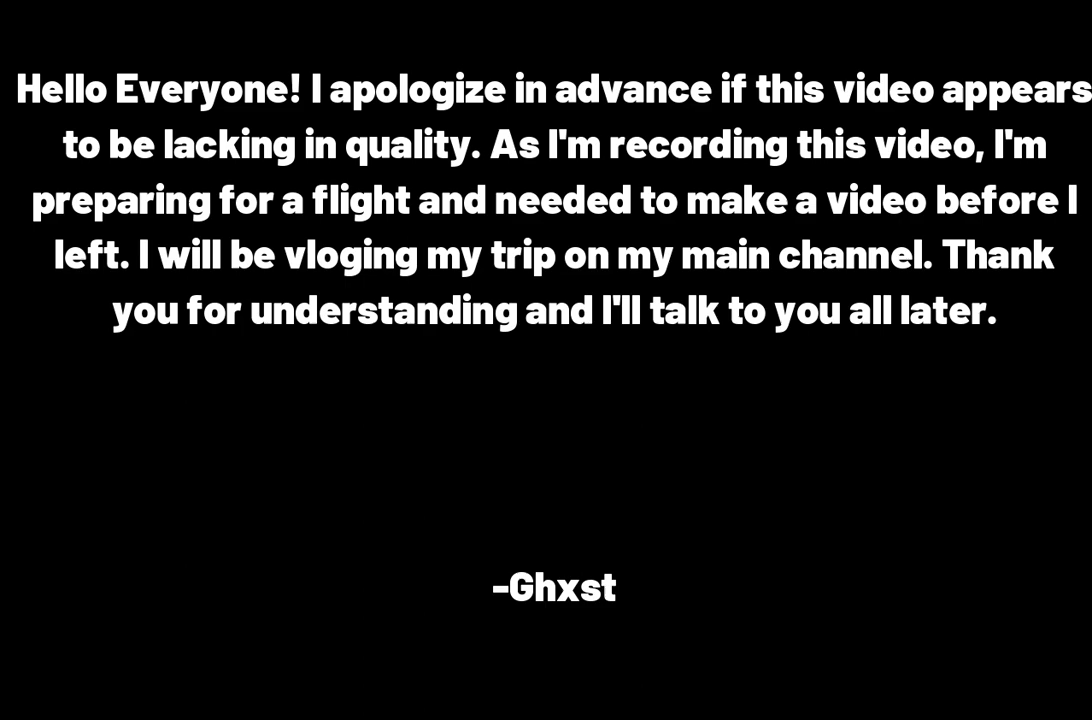 Hello Everyone! I apologize in advance if this video appears
to be lacking in quality. As I'm recording this video, I'm
preparing for a flight and needed to make a video before I
left. I will be vloging my trip on my main channel. Thank
you for understanding and I'll talk to you all later.
-Ghxst